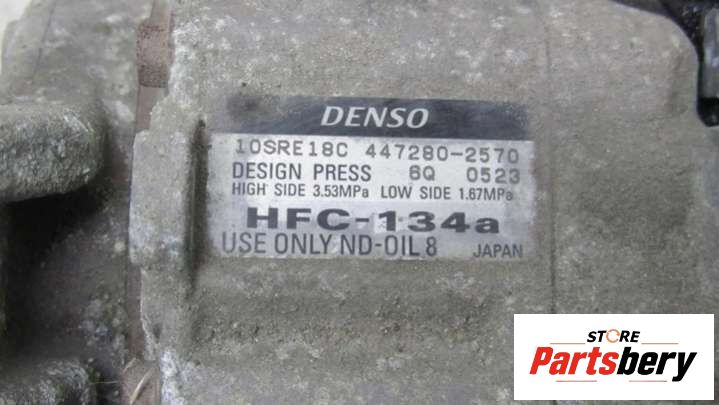 DENSO
10SRE18C 447280-2570
DESIGN PRESS 6Q 0523
HIGH SIDE 3.53MPa LOW SIDE 1.67MPa
HFC-134a
USE ONLY ND-OIL 8 JAPAN
STORE
Partsbery